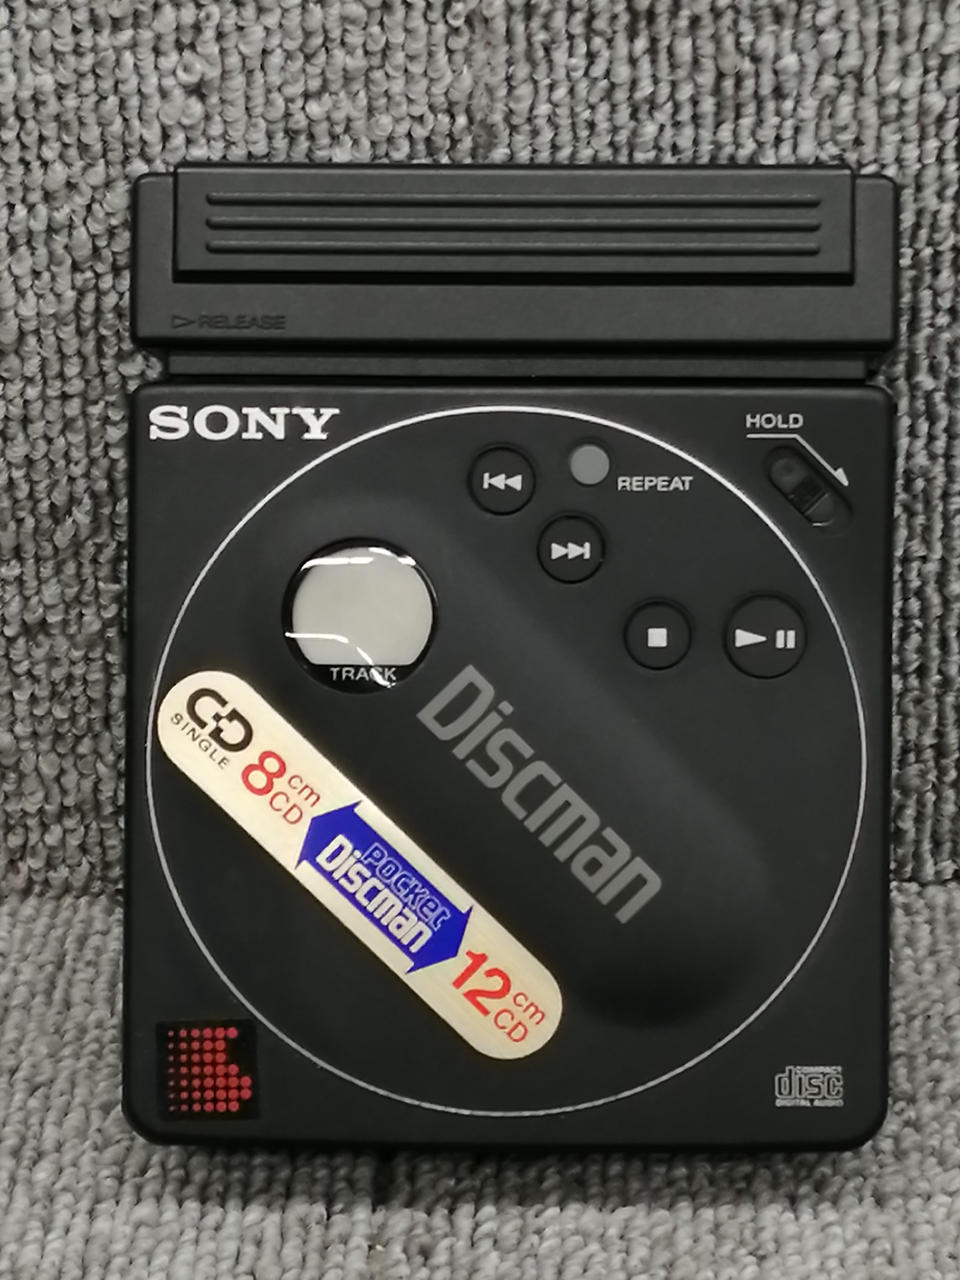 ▷RELEASE
SONY
HOLD
REPEAT
TRACK
Discman
CD
SINGLE
8cm
CD
POCKET
DISCMAN
12cm
CD
COMPACT
disc
DIGITAL AUDIO